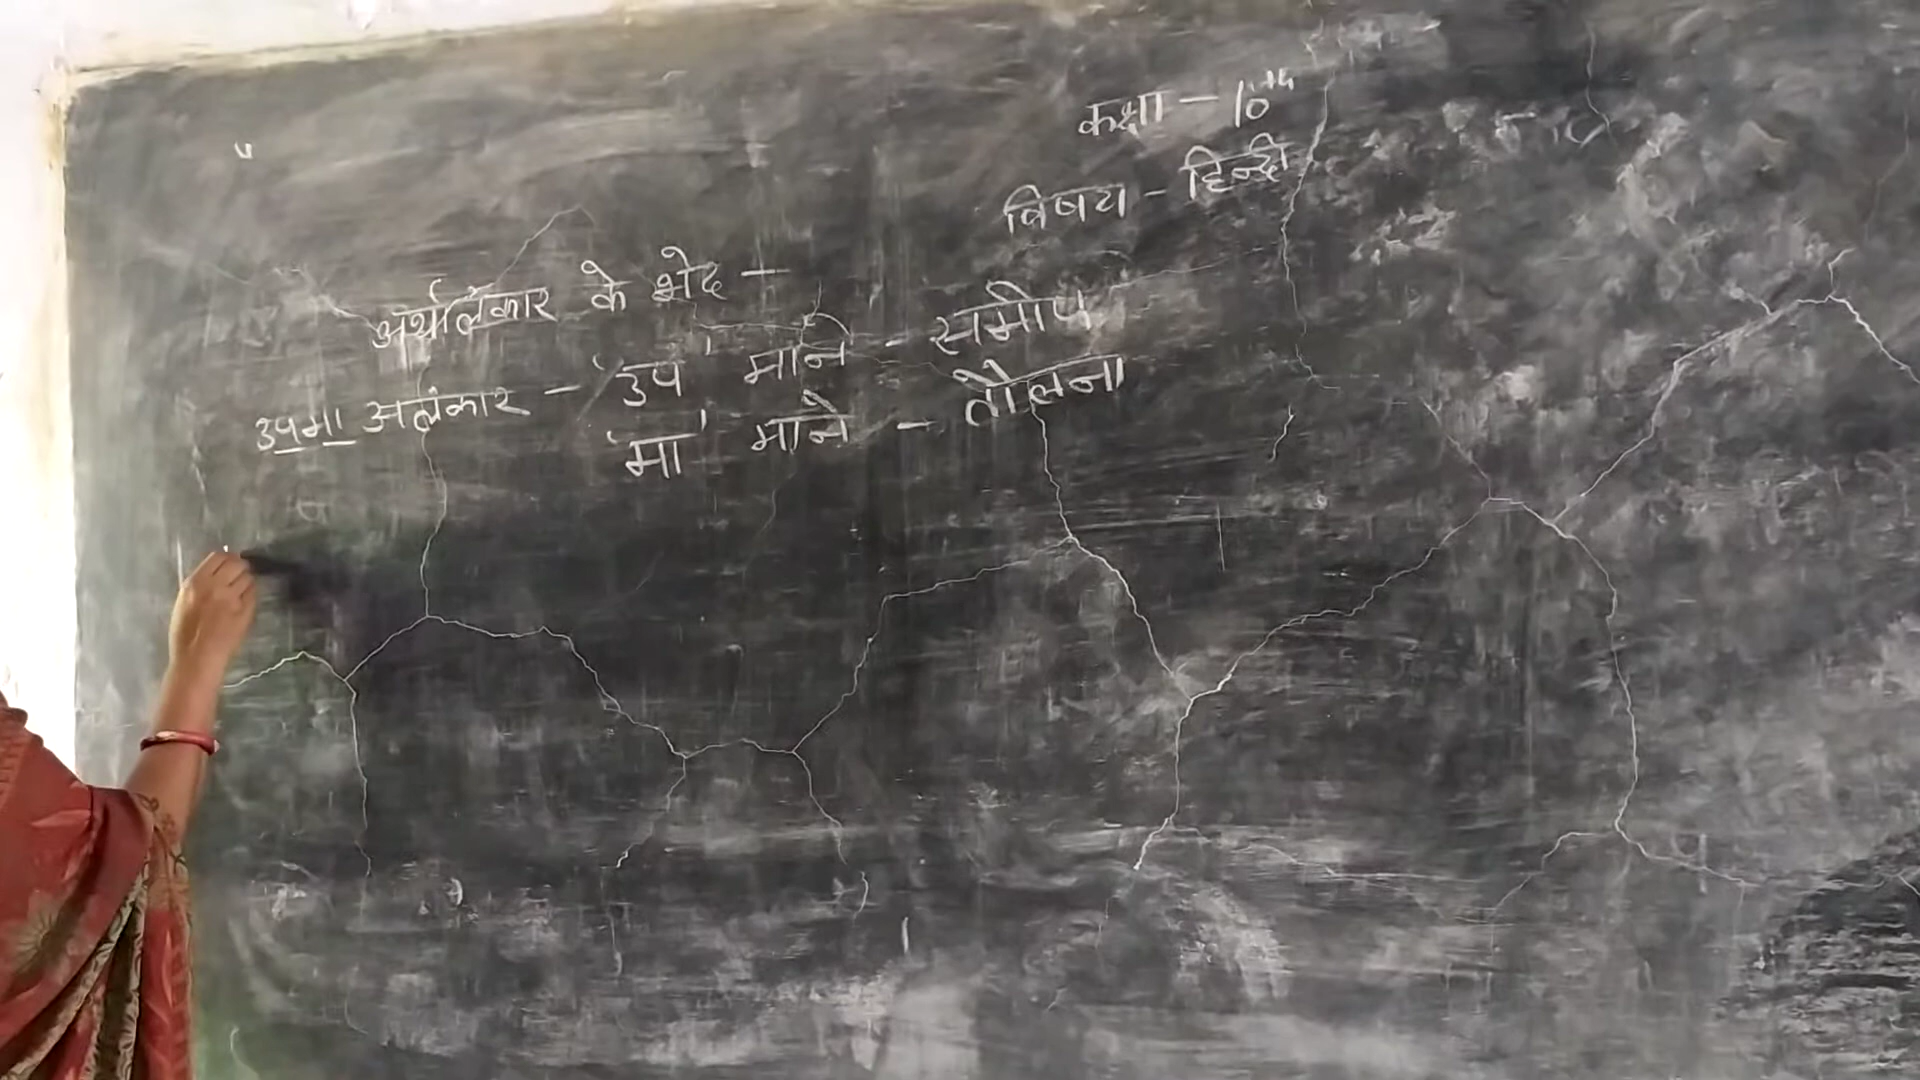 कक्षा - 10th
विषय - हिन्दी
अर्थालंकार के भेद -
उपमा अलंकार - 'उप' माने - समीप
'मा' माने - तौलना